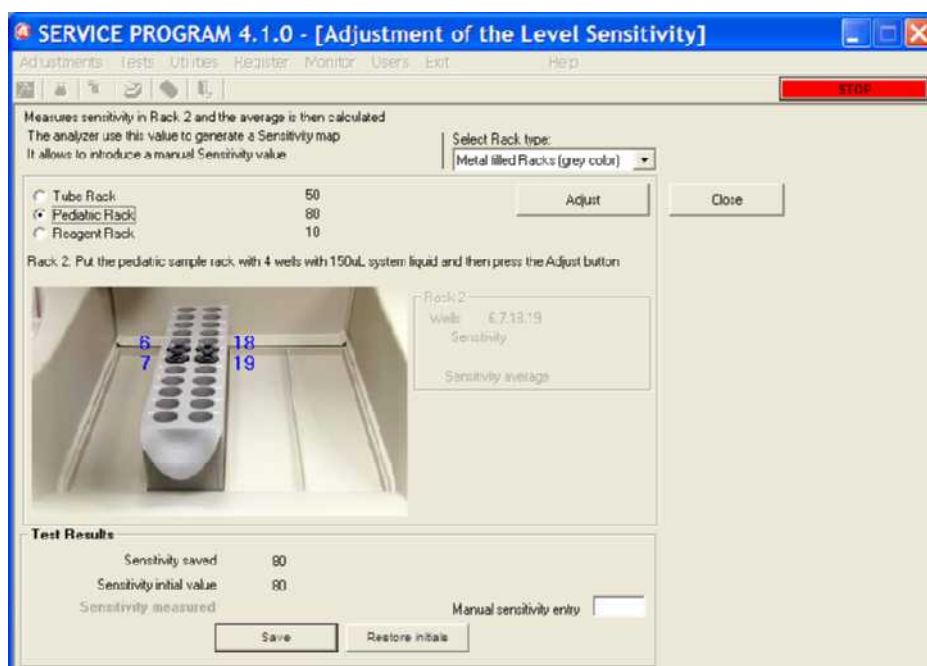 SERVICE PROGRAM 4.1.0 - [Adjustment of the Level Sensitivity]
Adjustments Tests Utilities Register Monitor Users Exit Help
STOP
Measures sensitivity in Rack 2 and the average is then calculated
The analyzer use this value to generate a Sensitivity map
It allows to introduce a manual Sensitivity value
Select Rack type:
Metal filled Racks (grey color)
Tube Rack 50
Pediatric Rack 80
Reagent Rack 10
Adjust
Close
Rack 2. Put the pediatric sample rack with 4 wells with 150uL system liquid and then press the Adjust button
6 18
7 19
Rack 2
Wells 6,7,18,19
Sensitivity
Sensitivity average
Test Results
Sensitivity saved 80
Sensitivity initial value 80
Sensitivity measured
Manual sensitivity entry
Save
Restore initials